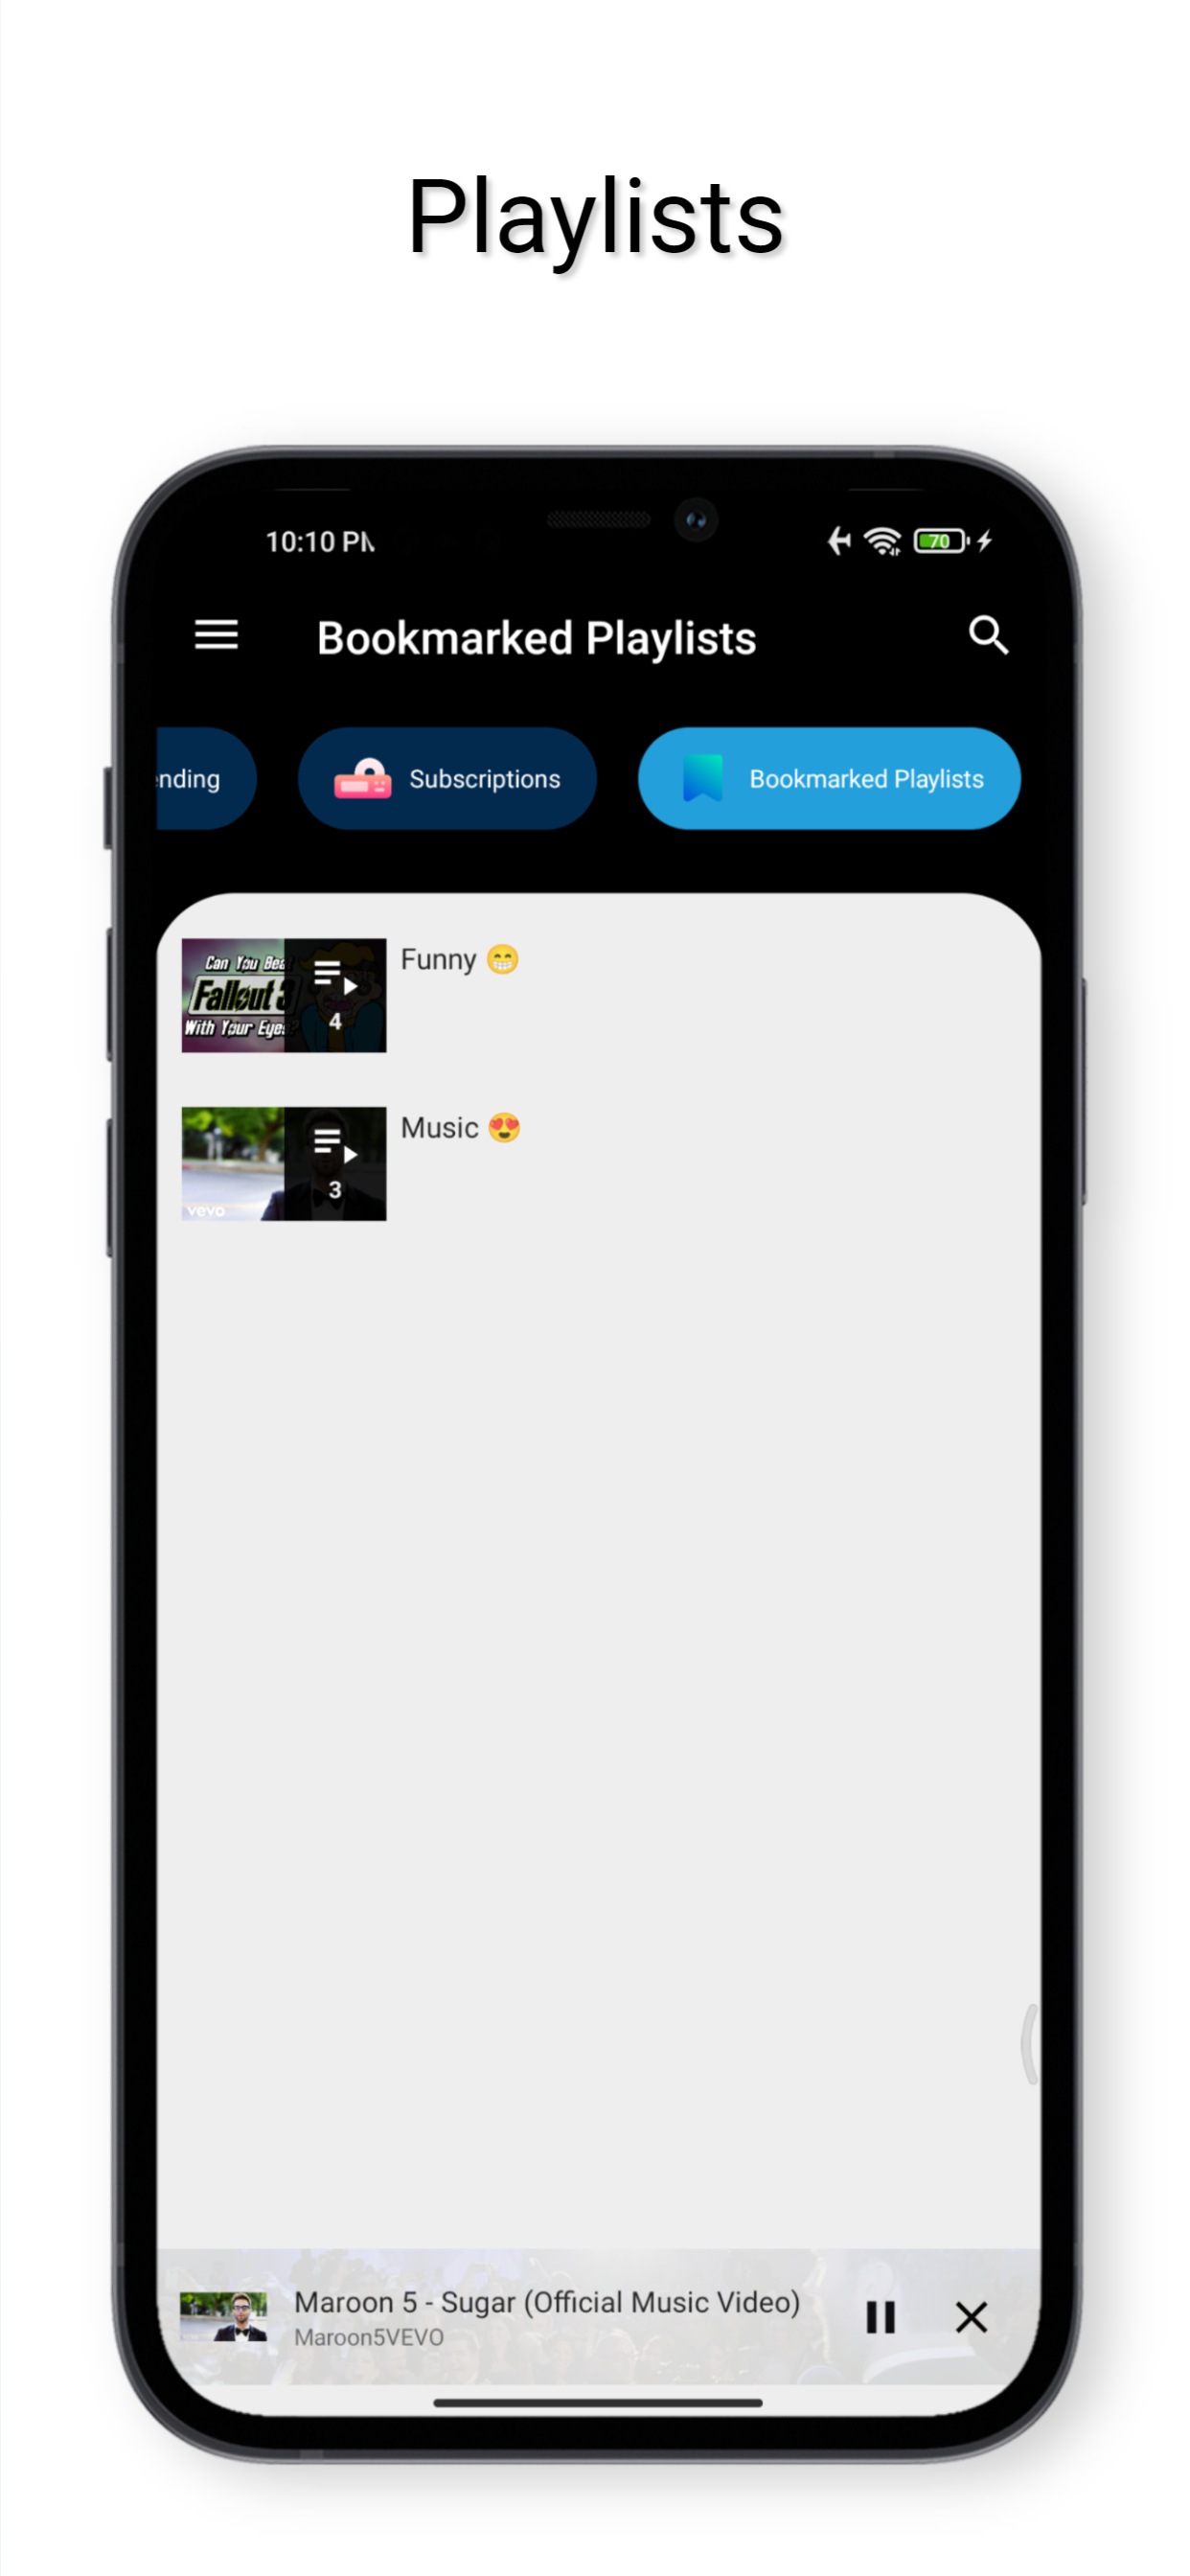 Playlists
10:10 PM
70
Bookmarked Playlists
ending
Subscriptions
Bookmarked Playlists
Can You Beat
Fallout 3
With Your Eyes?
4
Funny 😁
vevo
3
Music 😍
Maroon 5 - Sugar (Official Music Video)
Maroon5VEVO